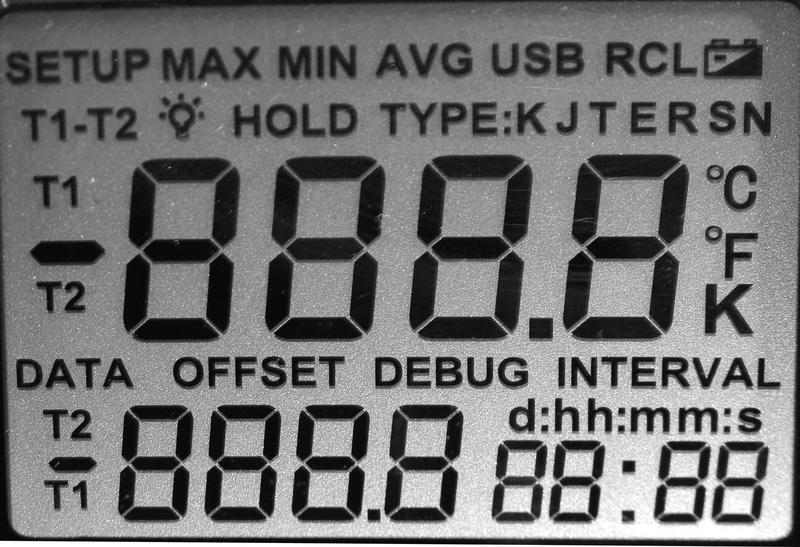 SETUP MAX MIN AVG USB RCL
T1-T2 HOLD TYPE:K J T E R S N
T1
-888.8
°C
°F
T2
K
DATA OFFSET DEBUG INTERVAL
T2
d:hh:mm:s
-888.8
88:88
T1